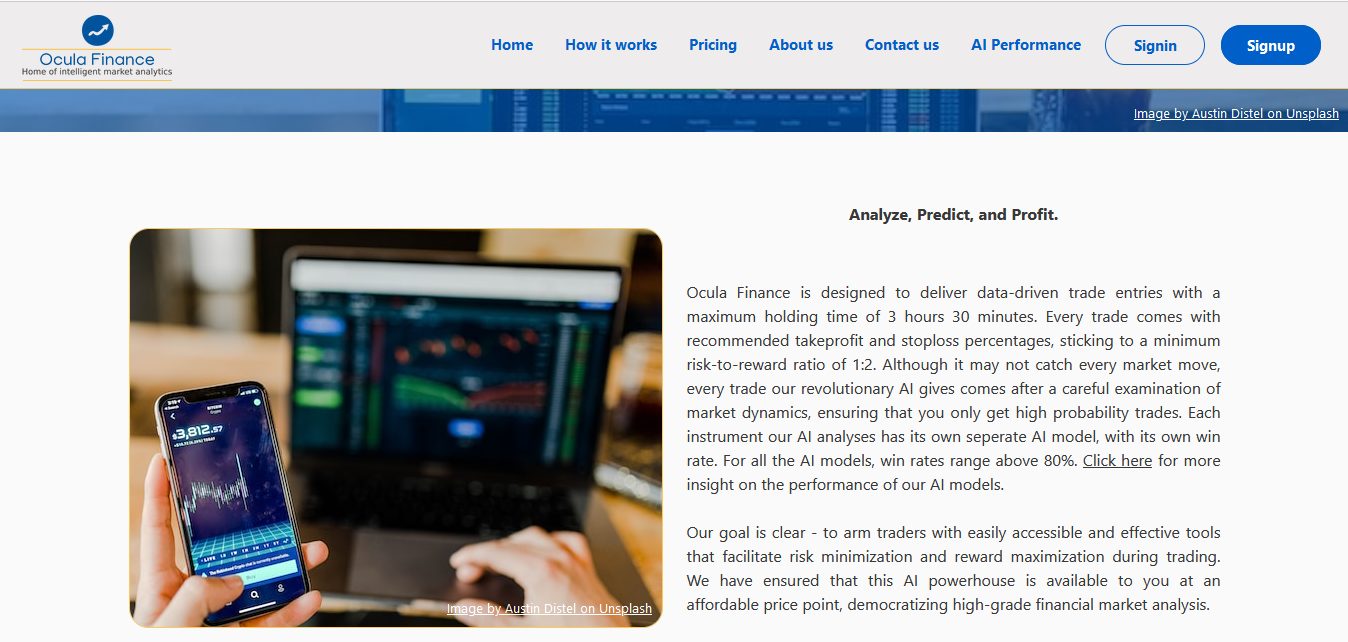 Ocula Finance
Home of intelligent market analytics
Home How it works Pricing About us Contact us AI Performance Signin Signup
Image by Austin Distel on Unsplash
Analyze, Predict, and Profit.
Ocula Finance is designed to deliver data-driven trade entries with a
maximum holding time of 3 hours 30 minutes. Every trade comes with
recommended takeprofit and stoploss percentages, sticking to a minimum
risk-to-reward ratio of 1:2. Although it may not catch every market move,
every trade our revolutionary AI gives comes after a careful examination of
market dynamics, ensuring that you only get high probability trades. Each
instrument our AI analyses has its own seperate AI model, with its own win
rate. For all the AI models, win rates range above 80%. Click here for more
insight on the performance of our AI models.
Our goal is clear - to arm traders with easily accessible and effective tools
that facilitate risk minimization and reward maximization during trading.
We have ensured that this AI powerhouse is available to you at an
affordable price point, democratizing high-grade financial market analysis.
$3,812.57
Buy
Image by Austin Distel on Unsplash